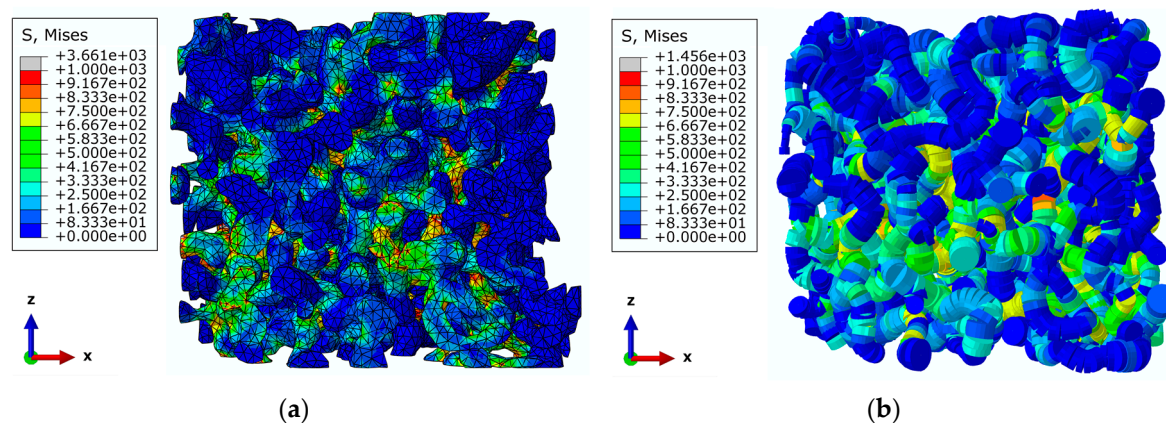 S, Mises
+3.661e+03
+1.000e+03
+9.167e+02
+8.333e+02
+7.500e+02
+6.667e+02
+5.833e+02
+5.000e+02
+4.167e+02
+3.333e+02
+2.500e+02
+1.667e+02
+8.333e+01
+0.000e+00
z
x
(a)
S, Mises
+1.456e+03
+1.000e+03
+9.167e+02
+8.333e+02
+7.500e+02
+6.667e+02
+5.833e+02
+5.000e+02
+4.167e+02
+3.333e+02
+2.500e+02
+1.667e+02
+8.333e+01
+0.000e+00
z
x
(b)